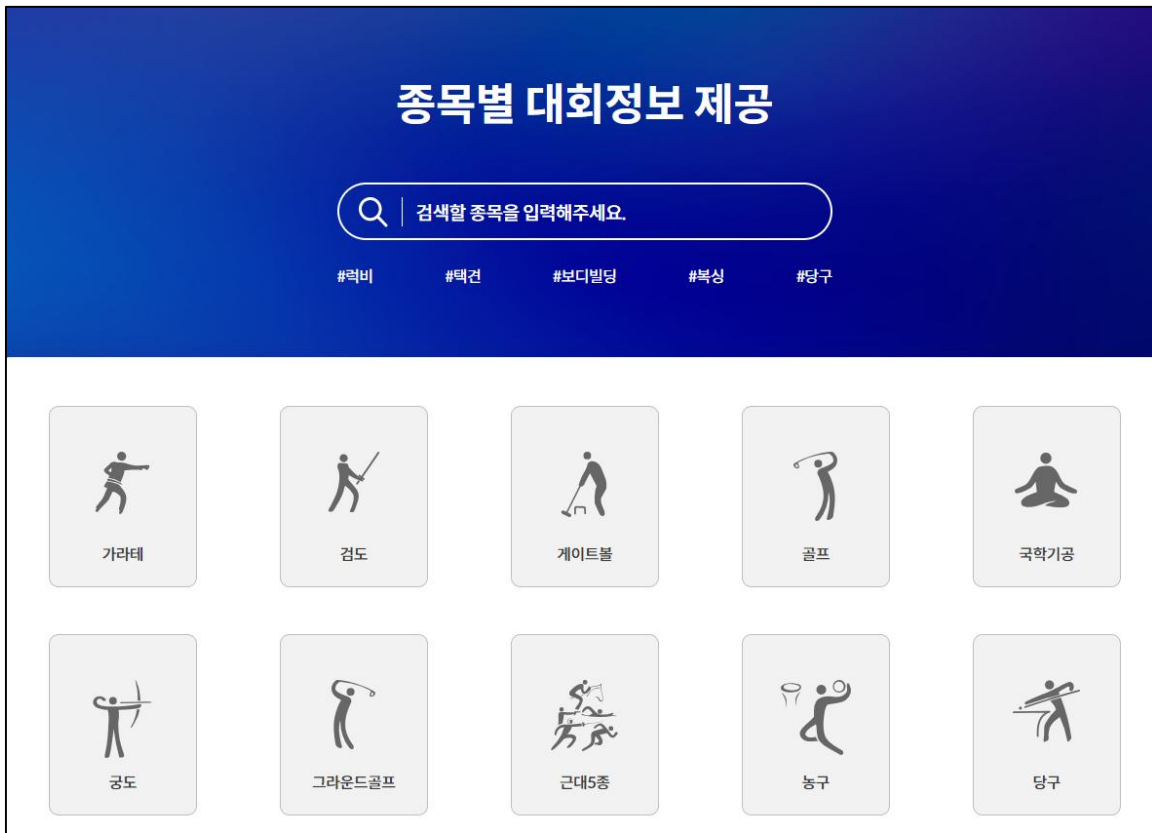 종목별 대회정보 제공
검색할 종목을 입력해주세요.
#럭비 #택견 #보디빌딩 #복싱 #당구
가라테 검도 게이트볼 골프 국학기공
궁도 그라운드골프 근대5종 농구 당구